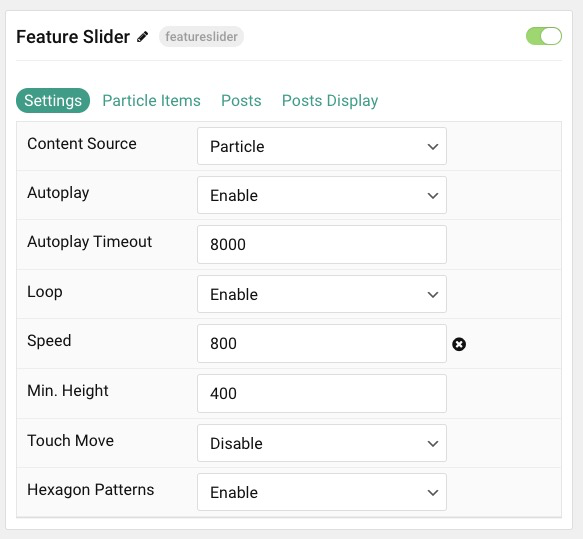 Feature Slider featureslider
Settings Particle Items Posts Posts Display
Content Source Particle
Autoplay Enable
Autoplay Timeout 8000
Loop Enable
Speed 800
Min. Height 400
Touch Move Disable
Hexagon Patterns Enable